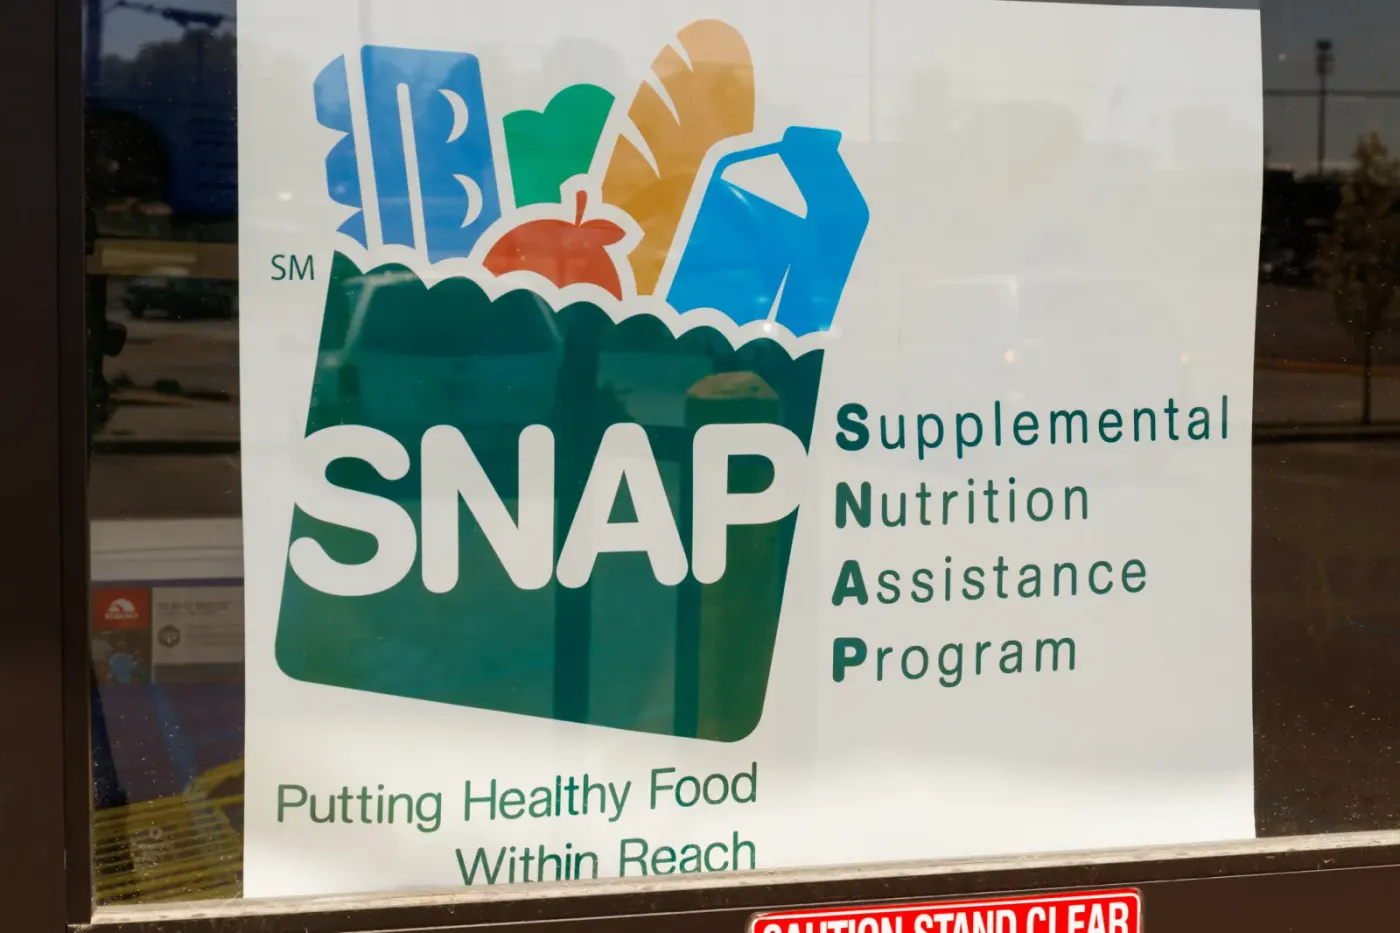 SM
SNAP
Supplemental
Nutrition
Assistance
Program
Putting Healthy Food
Within Reach
CAUTION STAND CLEAR